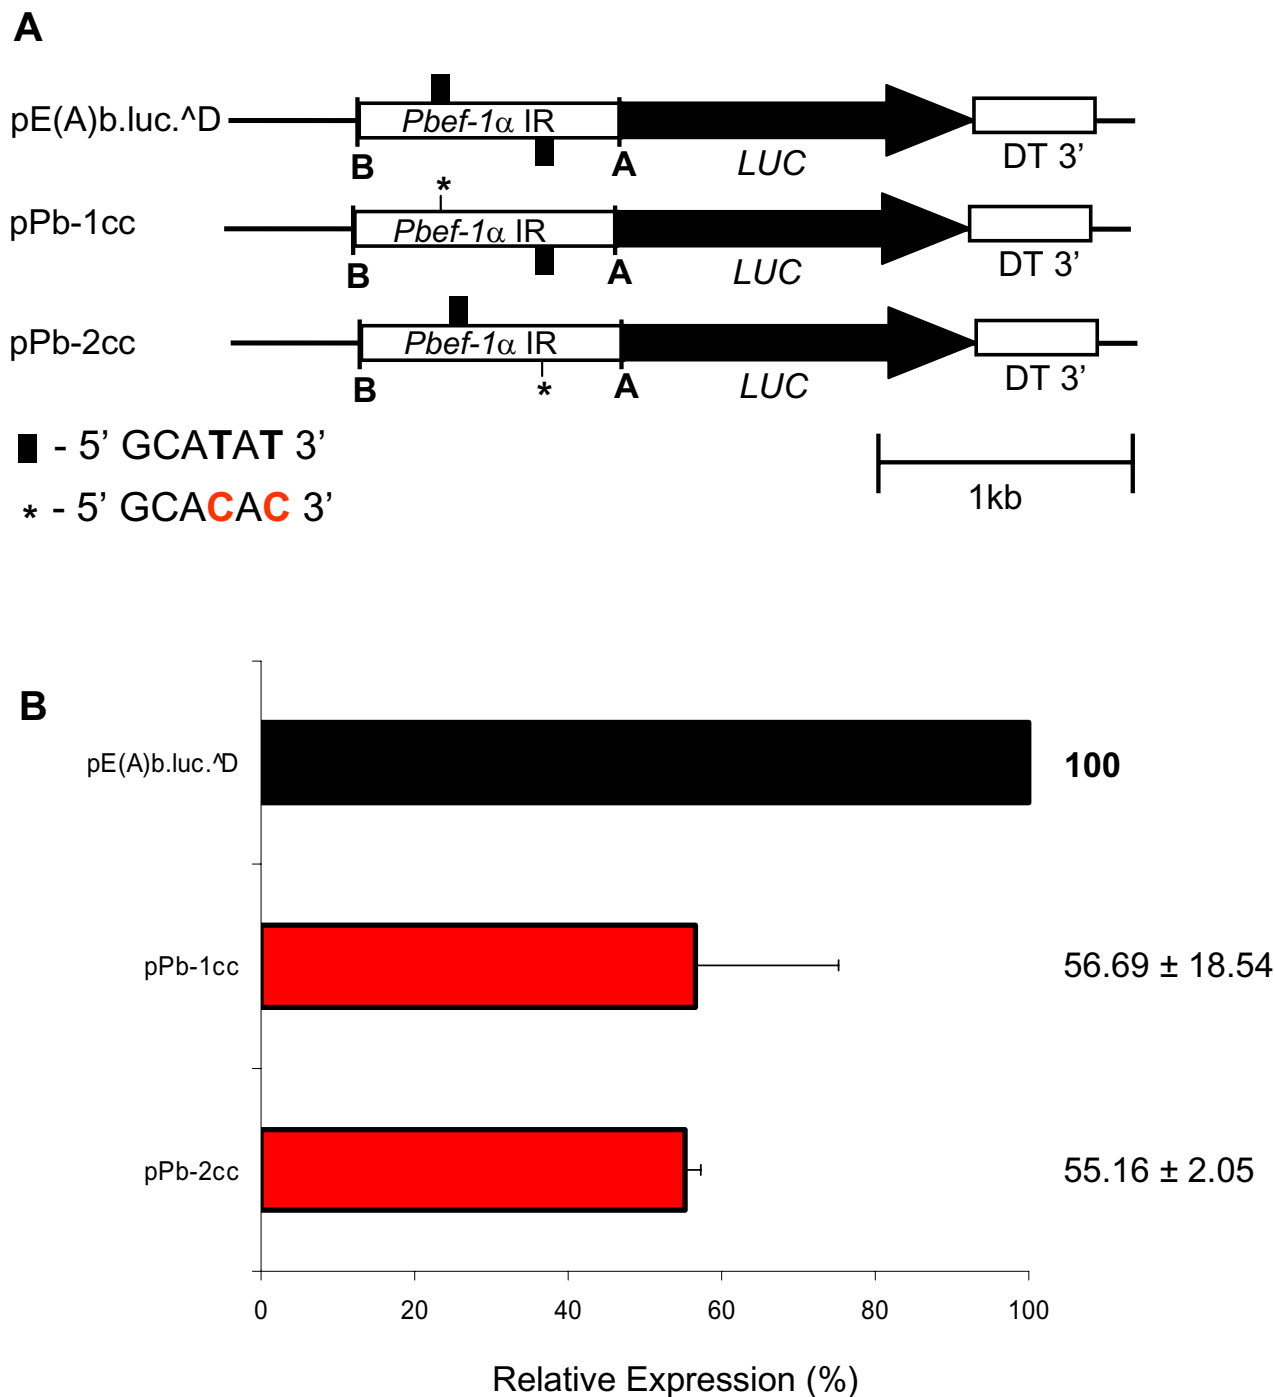 A
pE(A)b.luc.^D
Pbef-1α IR
B
A
LUC
DT 3’
*
pPb-1cc
Pbef-1α IR
B
A
LUC
DT 3’
pPb-2cc
Pbef-1α IR
B
*
A
LUC
DT 3’
- 5’ GCATAT 3’
* - 5’ GCACAC 3’
1kb
B
pE(A)b.luc.^D
100
pPb-1cc
56.69 ± 18.54
pPb-2cc
55.16 ± 2.05
0 20 40 60 80 100
Relative Expression (%)